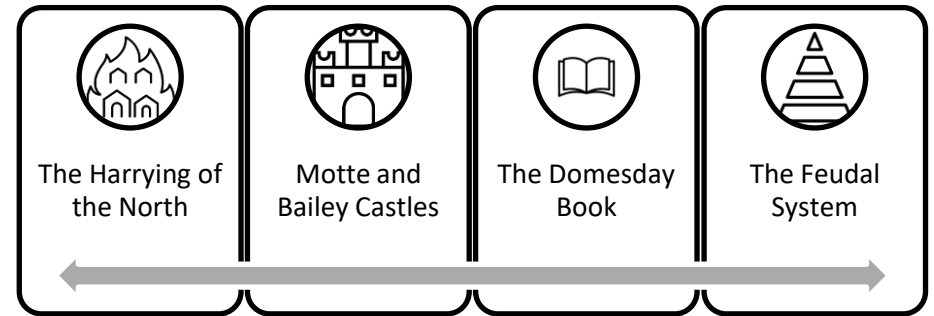 The Harrying of
the North
Motte and
Bailey Castles
The Domesday
Book
The Feudal
System